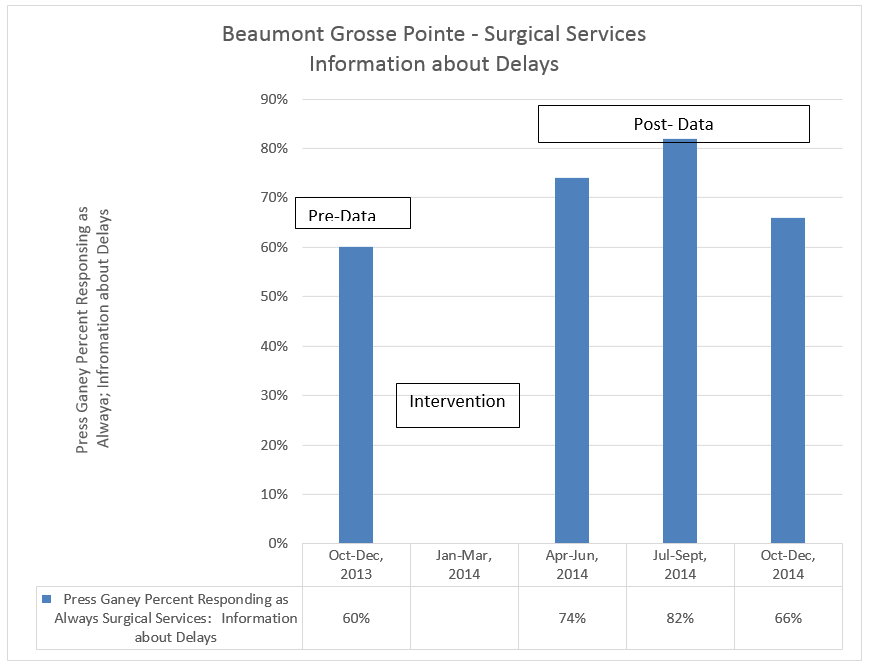 Beaumont Grosse Pointe - Surgical Services
Information about Delays
Press Ganey Percent Responsing as
Alwaya; Infromation about Delays
90%
80%
70%
60%
50%
40%
30%
20%
10%
0%
Pre-Data
Intervention
Post- Data
Oct-Dec,
2013
Jan-Mar,
2014
Apr-Jun,
2014
Jul-Sept,
2014
Oct-Dec,
2014
Press Ganey Percent Responding as
Always Surgical Services: Information
about Delays
60%
74%
82%
66%